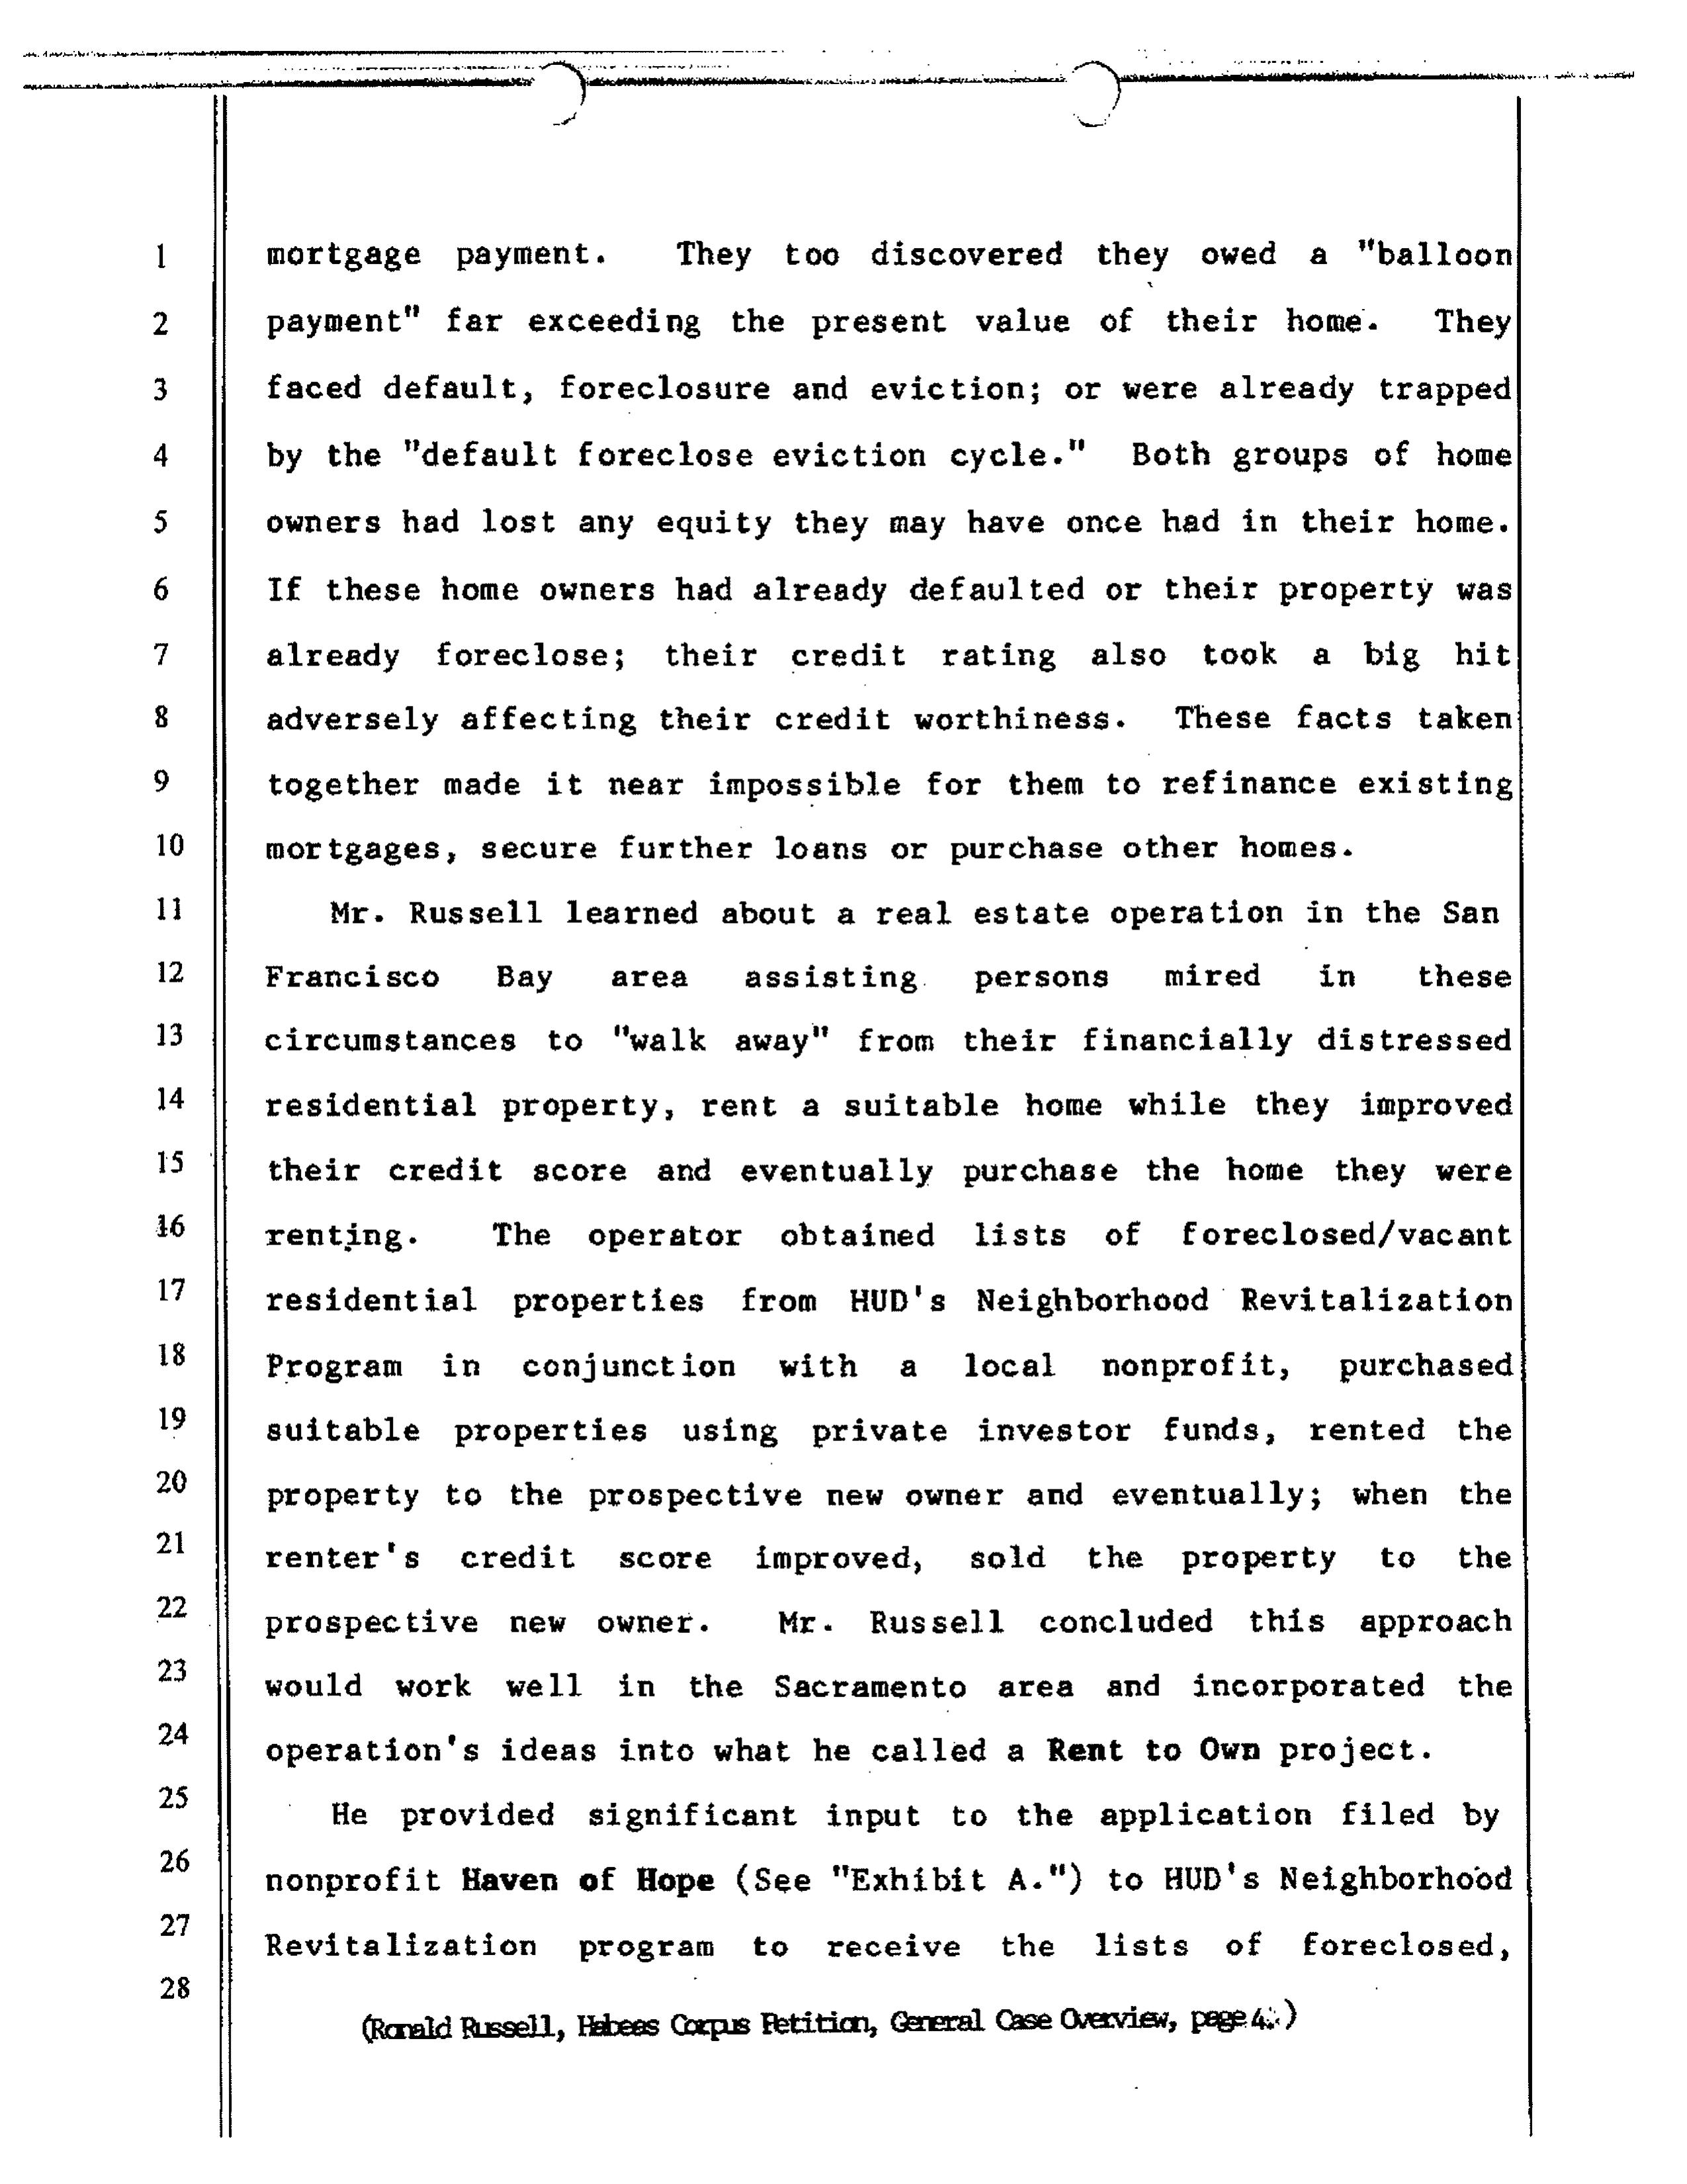 1 mortgage payment. They too discovered they owed a "balloon
2 payment" far exceeding the present value of their home. They
3 faced default, foreclosure and eviction; or were already trapped
4 by the "default foreclose eviction cycle." Both groups of home
5 owners had lost any equity they may have once had in their home.
6 If these home owners had already defaulted or their property was
7 already foreclose; their credit rating also took a big hit
8 adversely affecting their credit worthiness. These facts taken
9 together made it near impossible for them to refinance existing
10 mortgages, secure further loans or purchase other homes.
11 Mr. Russell learned about a real estate operation in the San
12 Francisco Bay area assisting persons mired in these
13 circumstances to "walk away" from their financially distressed
14 residential property, rent a suitable home while they improved
15 their credit score and eventually purchase the home they were
16 renting. The operator obtained lists of foreclosed/vacant
17 residential properties from HUD's Neighborhood Revitalization
18 Program in conjunction with a local nonprofit, purchased
19 suitable properties using private investor funds, rented the
20 property to the prospective new owner and eventually; when the
21 renter's credit score improved, sold the property to the
22 prospective new owner. Mr. Russell concluded this approach
23 would work well in the Sacramento area and incorporated the
24 operation's ideas into what he called a Rent to Own project.
25 He provided significant input to the application filed by
26 nonprofit Haven of Hope (See "Exhibit A.") to HUD's Neighborhood
27 Revitalization program to receive the lists of foreclosed,
28
(Ronald Russell, Habeas Corpus Petition, General Case Overview, page 4.)